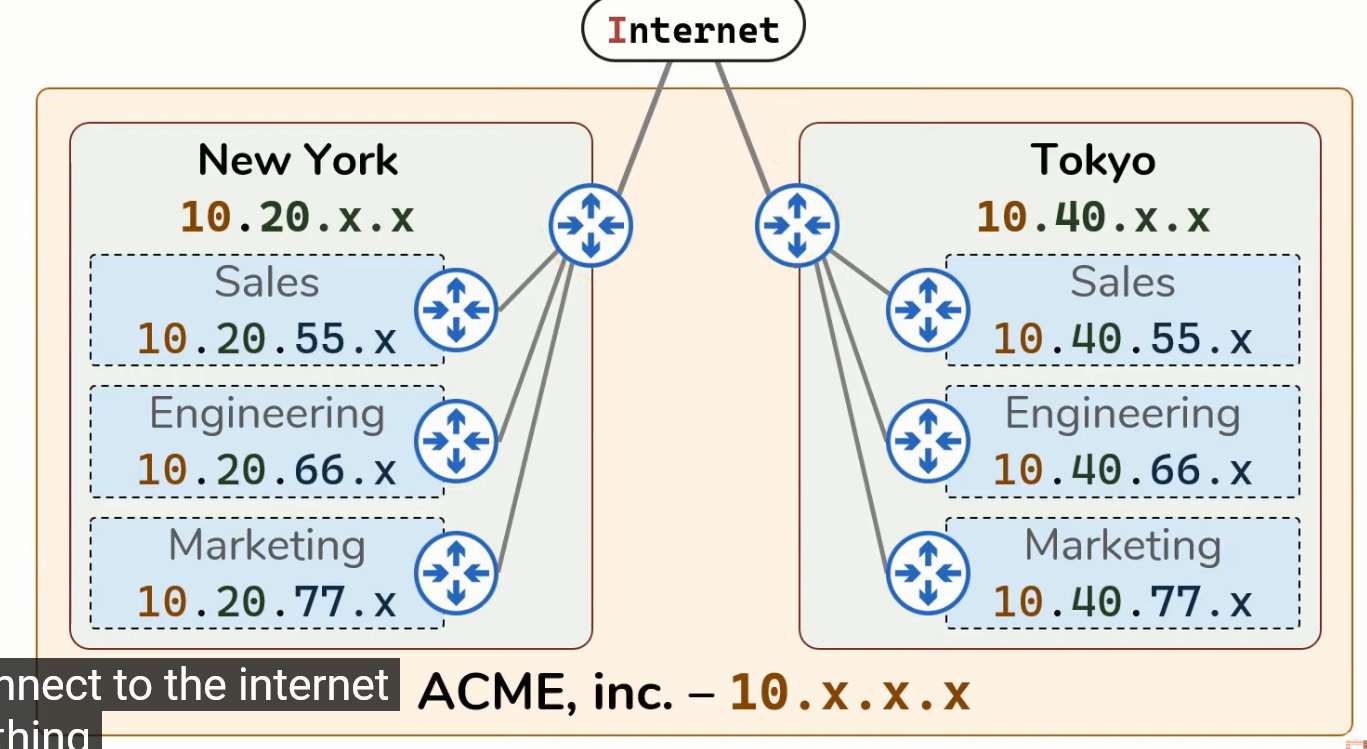 Internet
New York
10.20.x.x
Sales
10.20.55.x
Engineering
10.20.66.x
Marketing
10.20.77.x
Tokyo
10.40.x.x
Sales
10.40.55.x
Engineering
10.40.66.x
Marketing
10.40.77.x
ACME, inc. – 10.x.x.x
to the internet